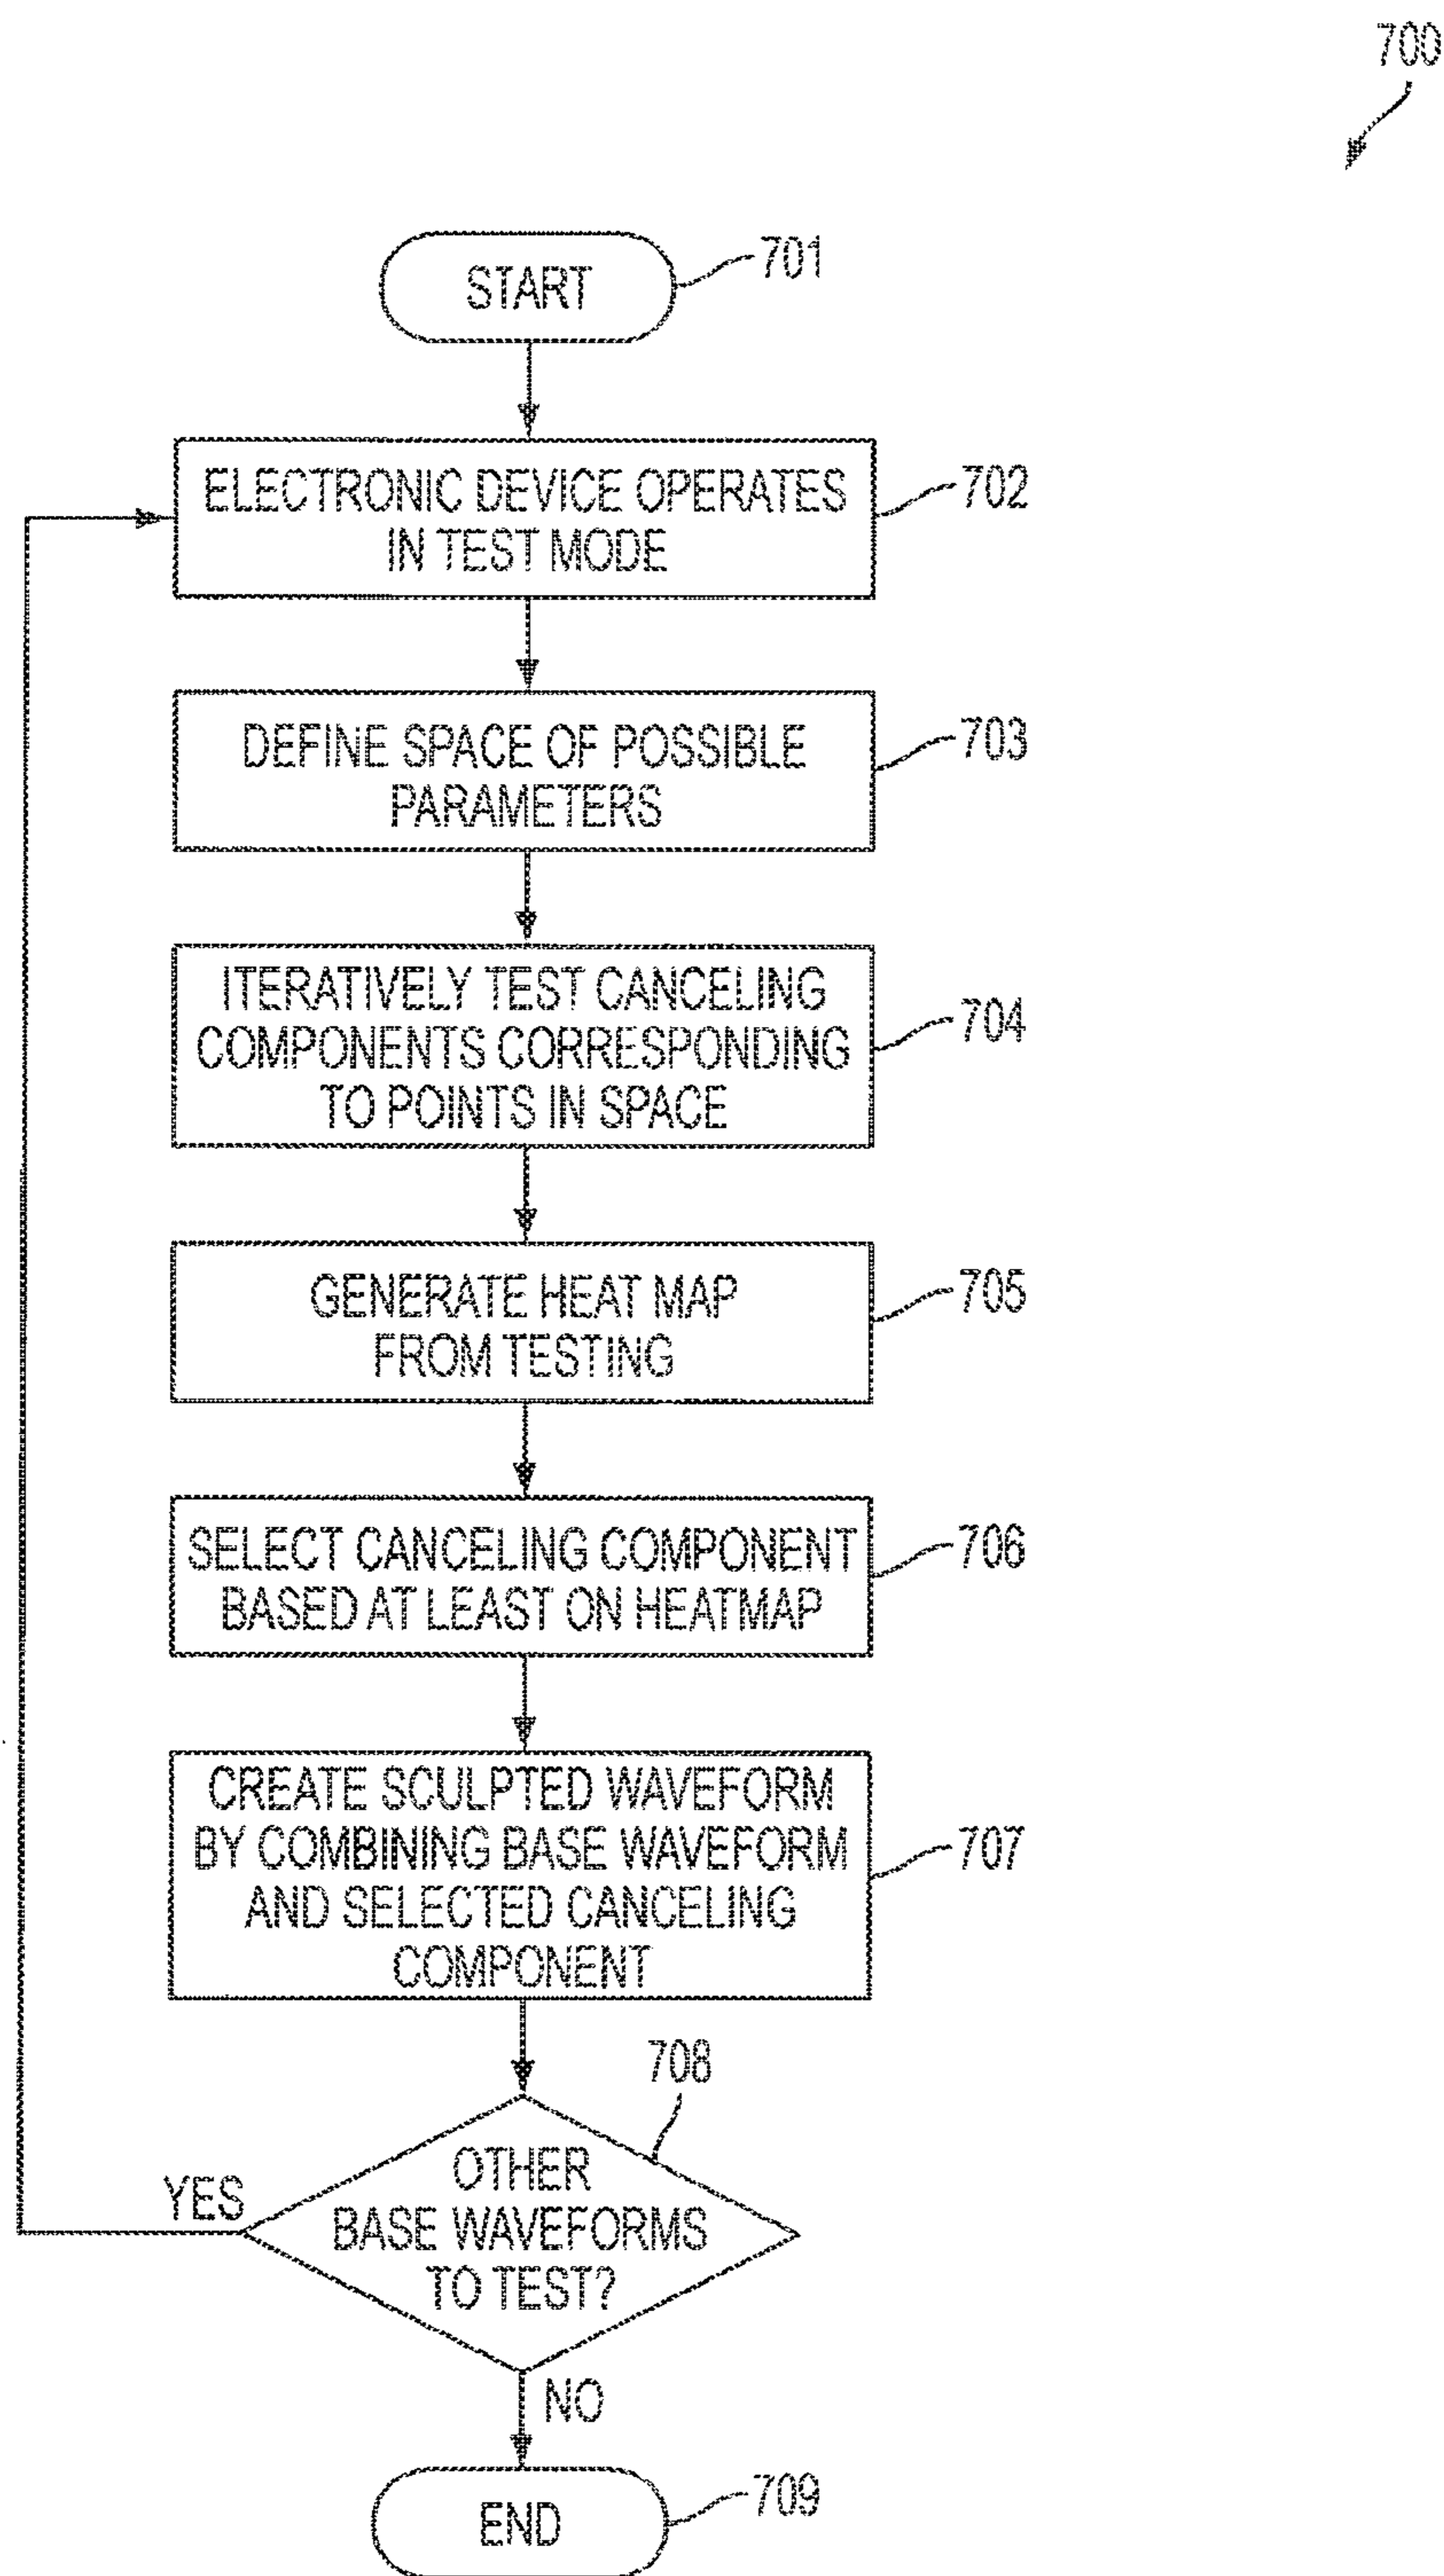 700
START
701
ELECTRONIC DEVICE OPERATES
IN TEST MODE
702
DEFINE SPACE OF POSSIBLE
PARAMETERS
703
ITERATIVELY TEST CANCELING
COMPONENTS CORRESPONDING
TO POINTS IN SPACE
704
GENERATE HEAT MAP
FROM TESTING
705
SELECT CANCELING COMPONENT
BASED AT LEAST ON HEATMAP
706
CREATE SCULPTED WAVEFORM
BY COMBINING BASE WAVEFORM
AND SELECTED CANCELING
COMPONENT
707
708
OTHER
BASE WAVEFORMS
TO TEST?
YES
NO
END
709